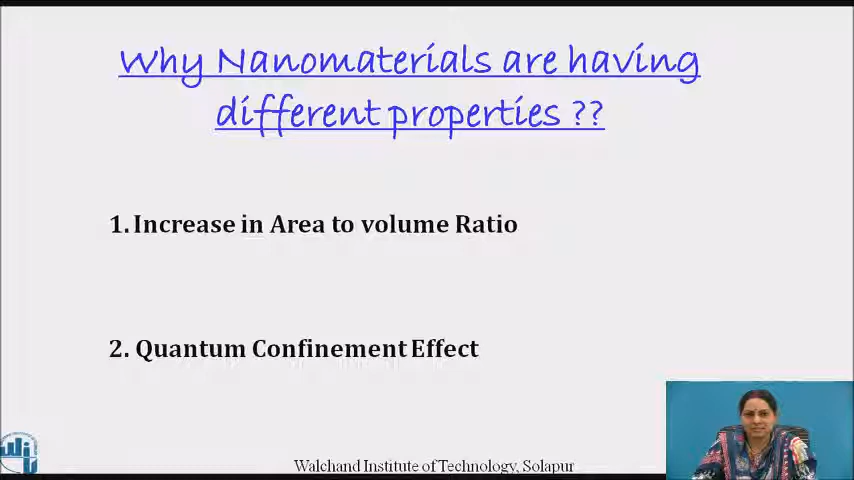 Why Nanomaterials are having
different properties ??
1. Increase in Area to volume Ratio
2. Quantum Confinement Effect
Walchand Institute of Technology, Solapur